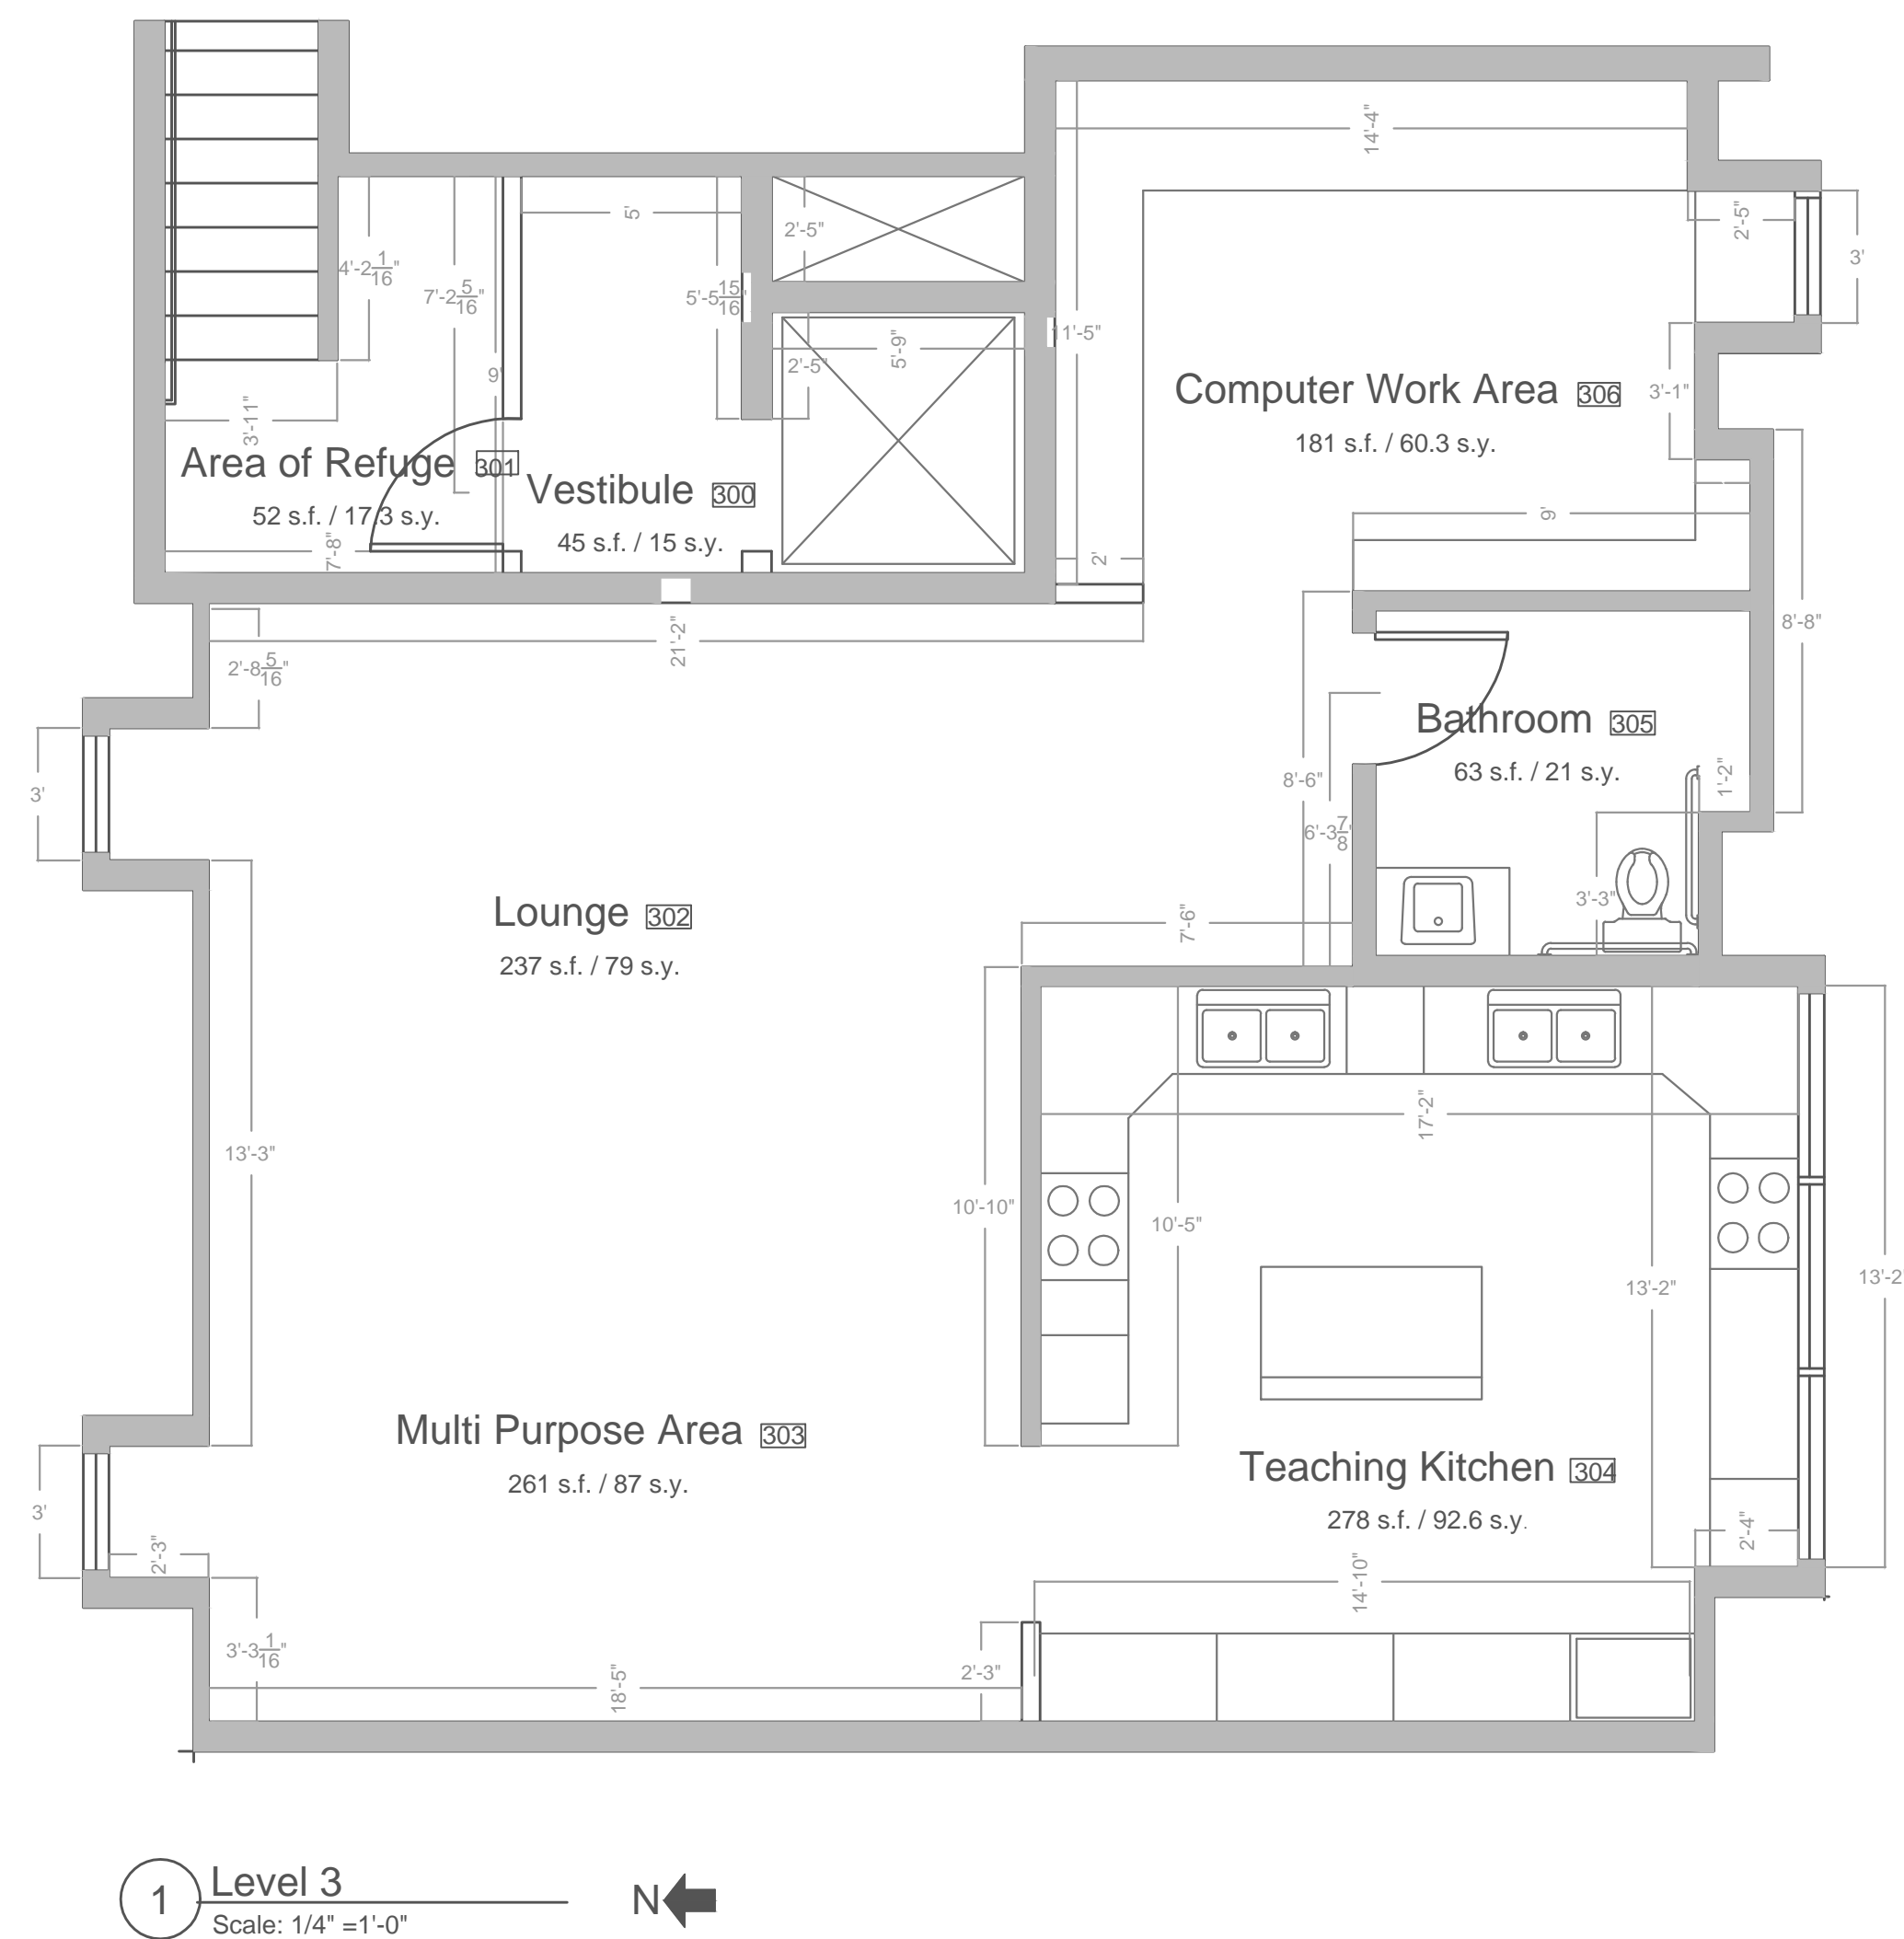 14'-4"
2'-5"
3'
5'
2'-5"
4'-2 1/16"
7'-2 5/16"
5'-5 15/16"
11'-5"
5'-9"
2'-5"
9'
3'-11"
Computer Work Area 306
3'-1"
181 s.f. / 60.3 s.y.
Area of Refuge 301
52 s.f. / 17.3 s.y.
Vestibule 300
45 s.f. / 15 s.y.
9'
7'-8"
2'
21'-2"
8'-8"
2'-8 5/16"
Bathroom 305
63 s.f. / 21 s.y.
1'-2"
3'
8'-6"
6'-3 7/8
3'-3"
Lounge 302
237 s.f. / 79 s.y.
7'-6"
17'-2"
13'-3"
10'-10"
10'-5"
13'-2"
13'-2
Multi Purpose Area 303
261 s.f. / 87 s.y.
Teaching Kitchen 304
278 s.f. / 92.6 s.y.
3'
2'-3"
2'-4"
14'-10"
3'-3 1/16"
18'-5"
2'-3"
1
Level 3
Scale: 1/4" =1'-0"
N